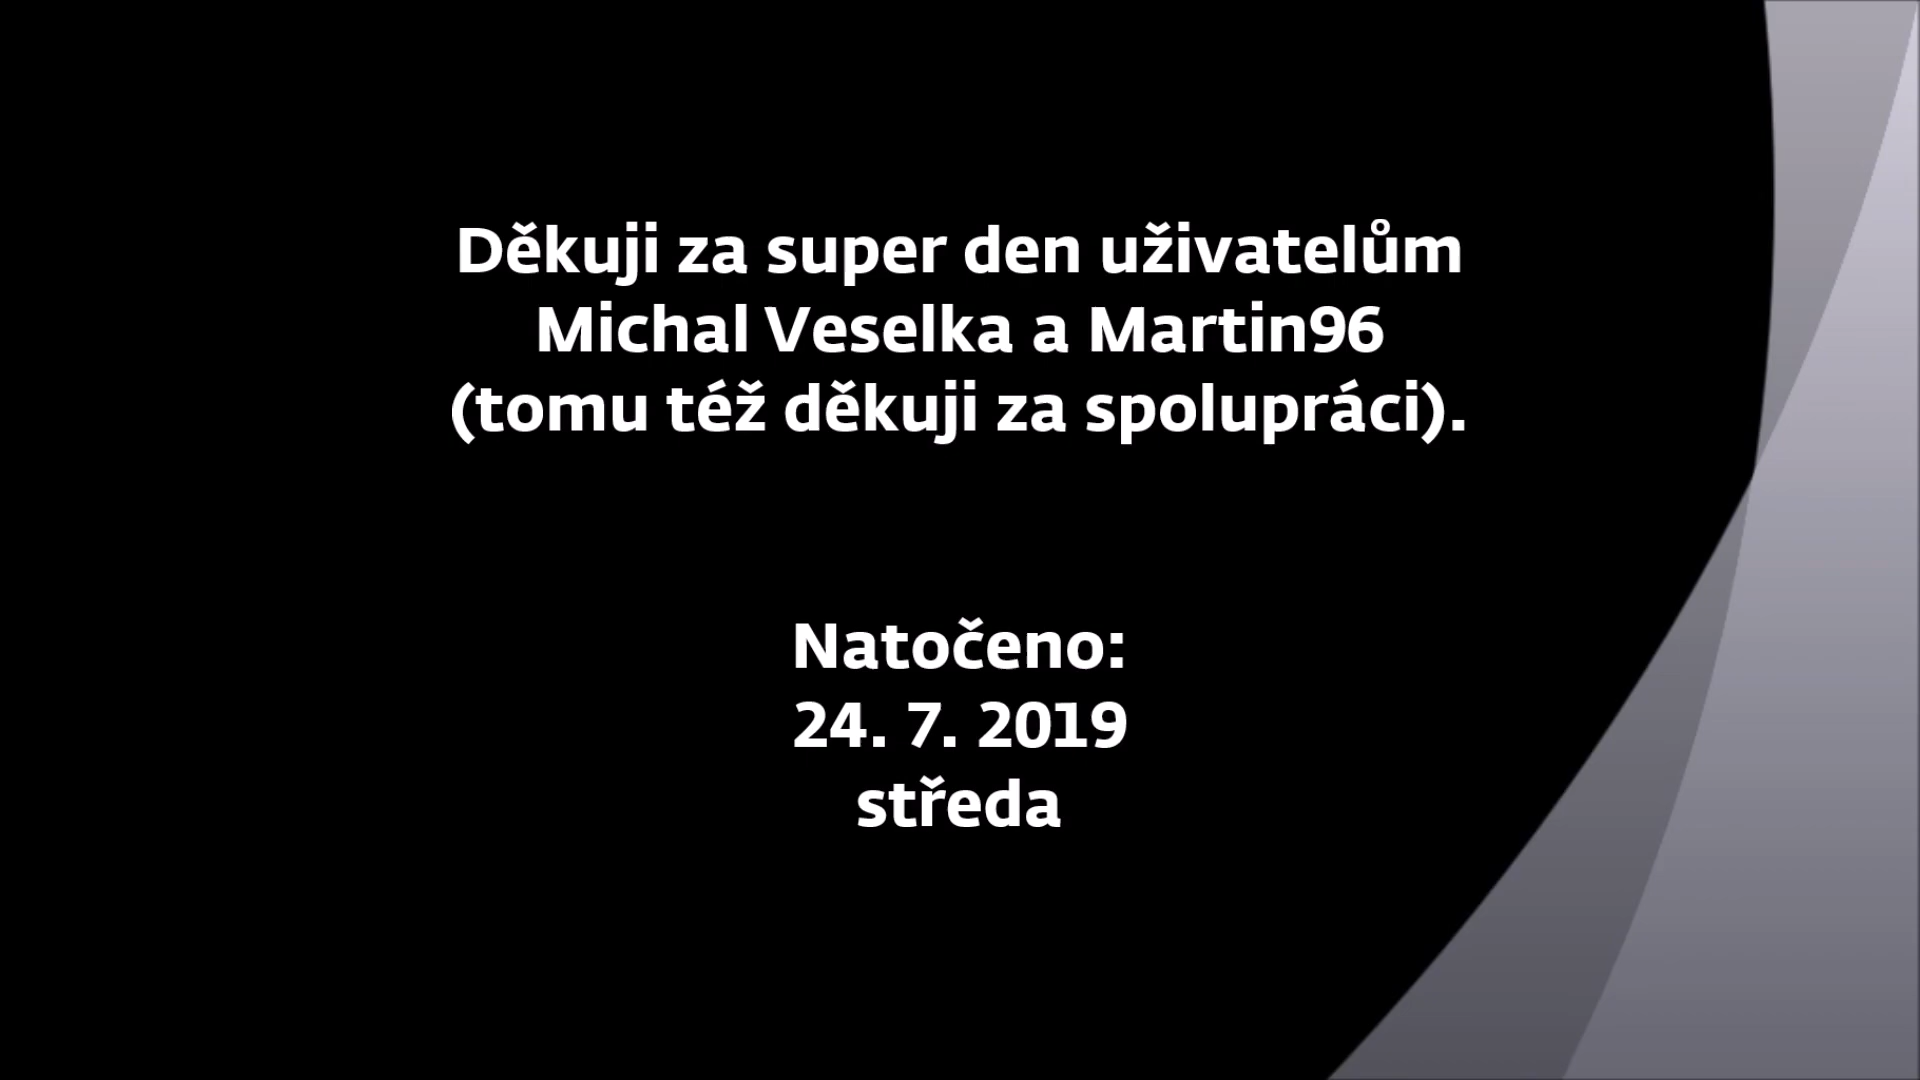 Děkuji za super den uživatelům
Michal Veselka a Martin96
(tomu též děkuji za spolupráci).
Natočeno:
24. 7. 2019
středa